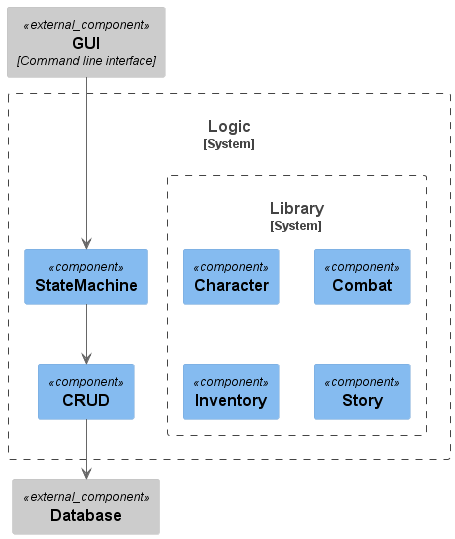 «external_component»
GUI
[Command line interface]
Logic
[System]
Library
[System]
«component»
StateMachine
«component»
Character
«component»
Combat
«component»
CRUD
«component»
Inventory
«component»
Story
«external_component»
Database